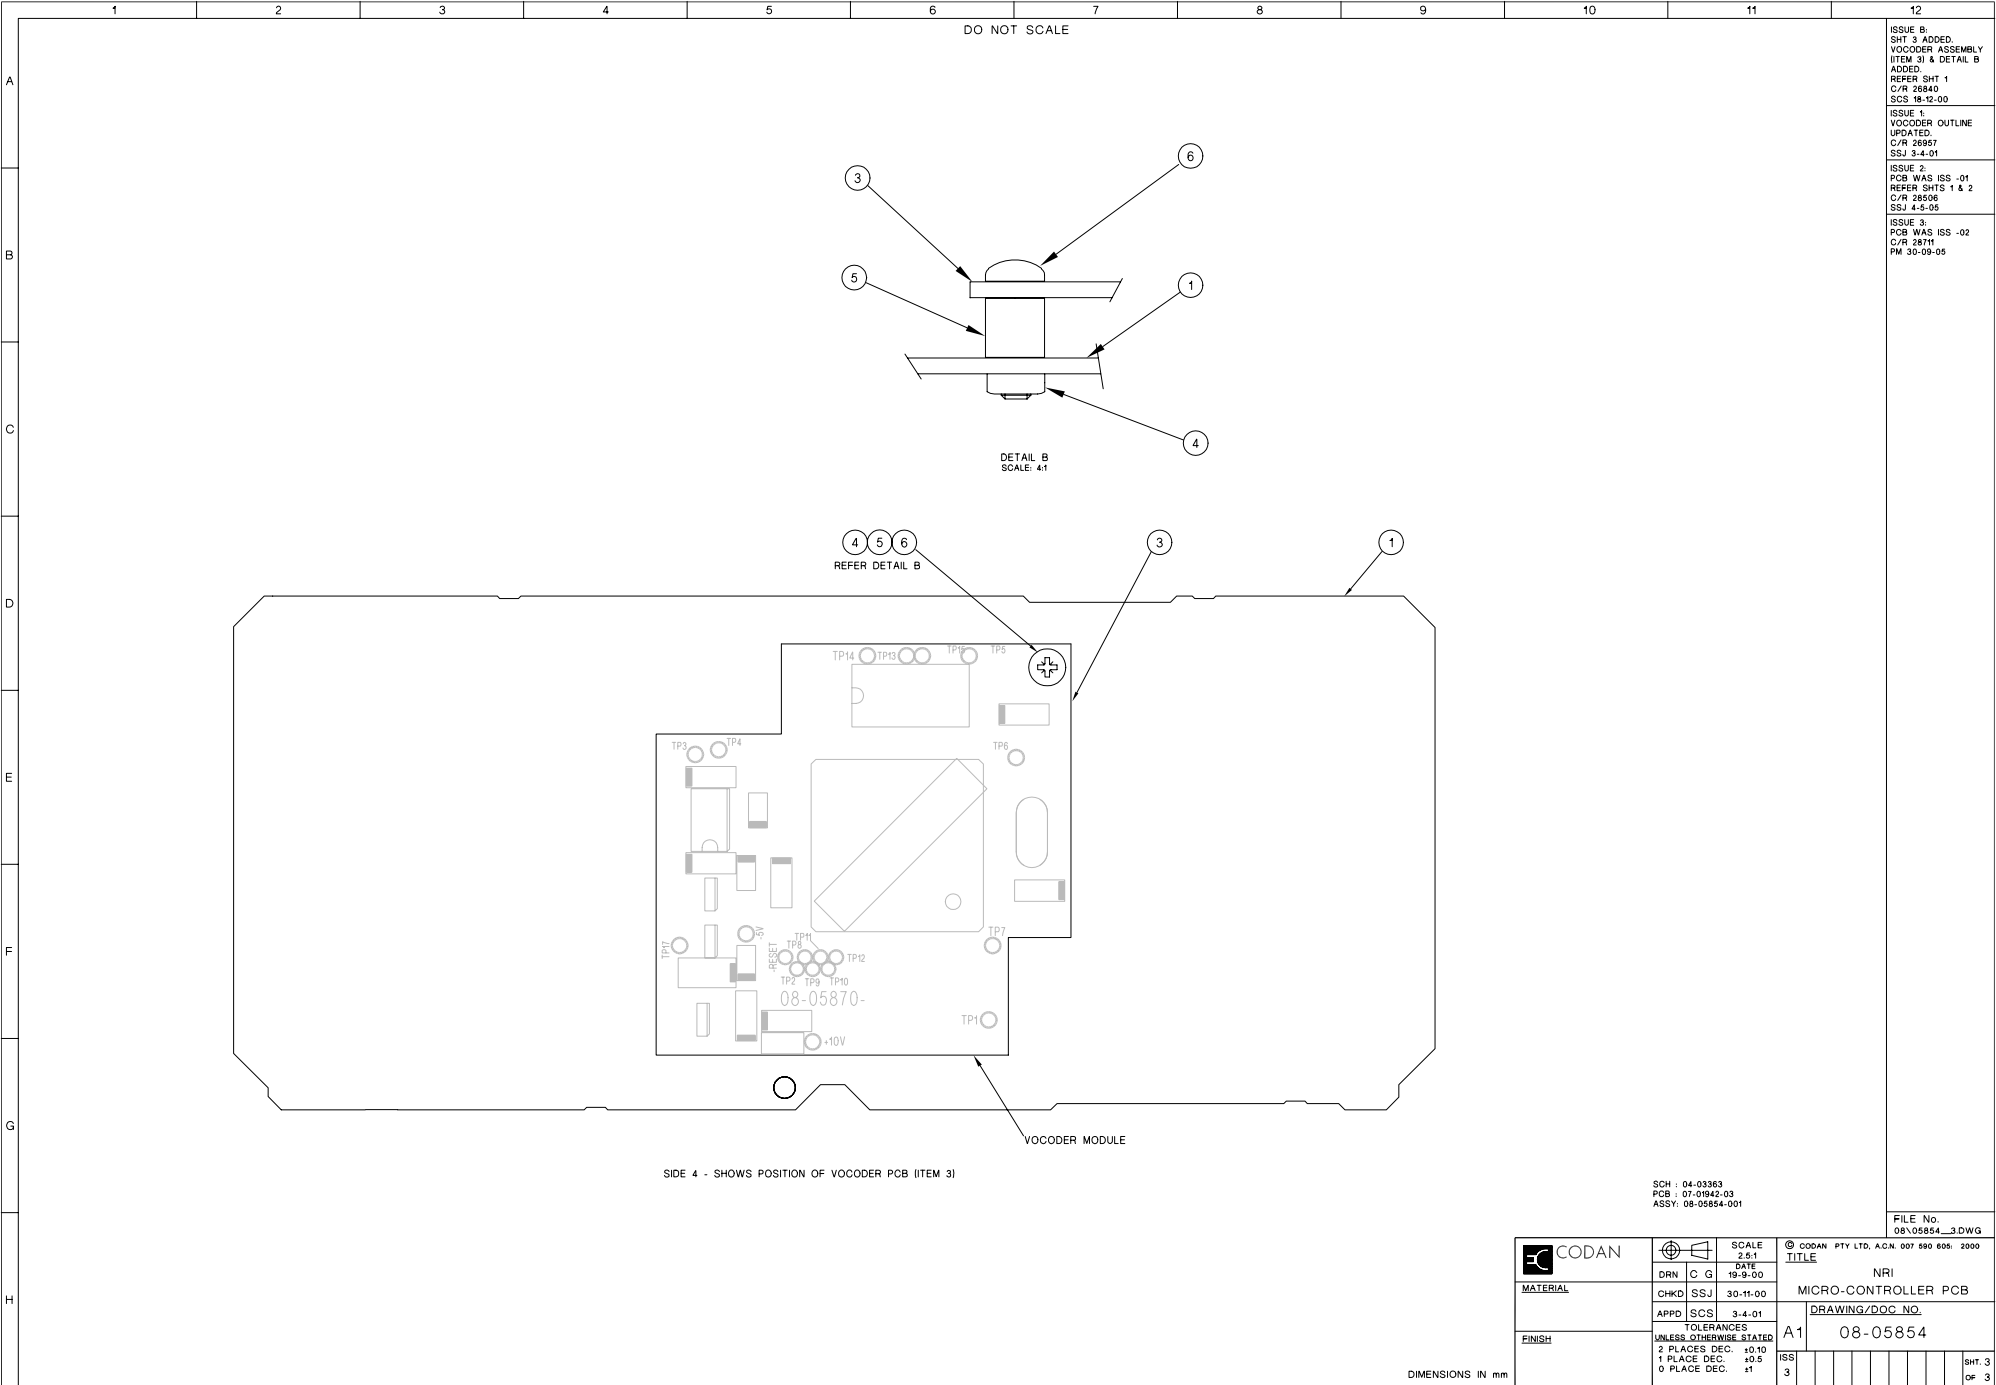 1 2 3 4 5 6 7 8 9 10 11 12
DO NOT SCALE
A
B
C
D
E
F
G
H
ISSUE B:
SHT 3 ADDED.
VOCODER ASSEMBLY
(ITEM 3) & DETAIL B
ADDED.
REFER SHT 1
C/R 26840
SCS 18-12-00
ISSUE 1:
VOCODER OUTLINE
UPDATED.
C/R 26957
SSJ 3-4-01
ISSUE 2:
PCB WAS ISS -01
REFER SHTS 1 & 2
C/R 28506
SSJ 4-5-05
ISSUE 3:
PCB WAS ISS -02
C/R 28711
PM 30-09-05
6
3
5
1
4
DETAIL B
SCALE: 4:1
4 5 6
REFER DETAIL B
3
1
TP14
TP13
TP15
TP5
TP3
TP4
TP6
TP17
-5V
-RESET
TP8
TP11
TP12
TP7
TP2
TP9
TP10
08-05870-
TP1
+10V
VOCODER MODULE
SIDE 4 - SHOWS POSITION OF VOCODER PCB (ITEM 3)
SCH : 04-03363
PCB : 07-01942-03
ASSY: 08-05854-001
FILE No.
08\05854__3.DWG
CODAN
MATERIAL
FINISH
SCALE
2.5:1
DATE
DRN C G 19-9-00
CHKD SSJ 30-11-00
APPD SCS 3-4-01
TOLERANCES
UNLESS OTHERWISE STATED
2 PLACES DEC. ±0.10
1 PLACE DEC. ±0.5
0 PLACE DEC. ±1
© CODAN PTY LTD, A.C.N. 007 590 605: 2000
TITLE
NRI
MICRO-CONTROLLER PCB
DRAWING/DOC NO.
A1 08-05854
ISS
3
SHT. 3
OF 3
DIMENSIONS IN mm